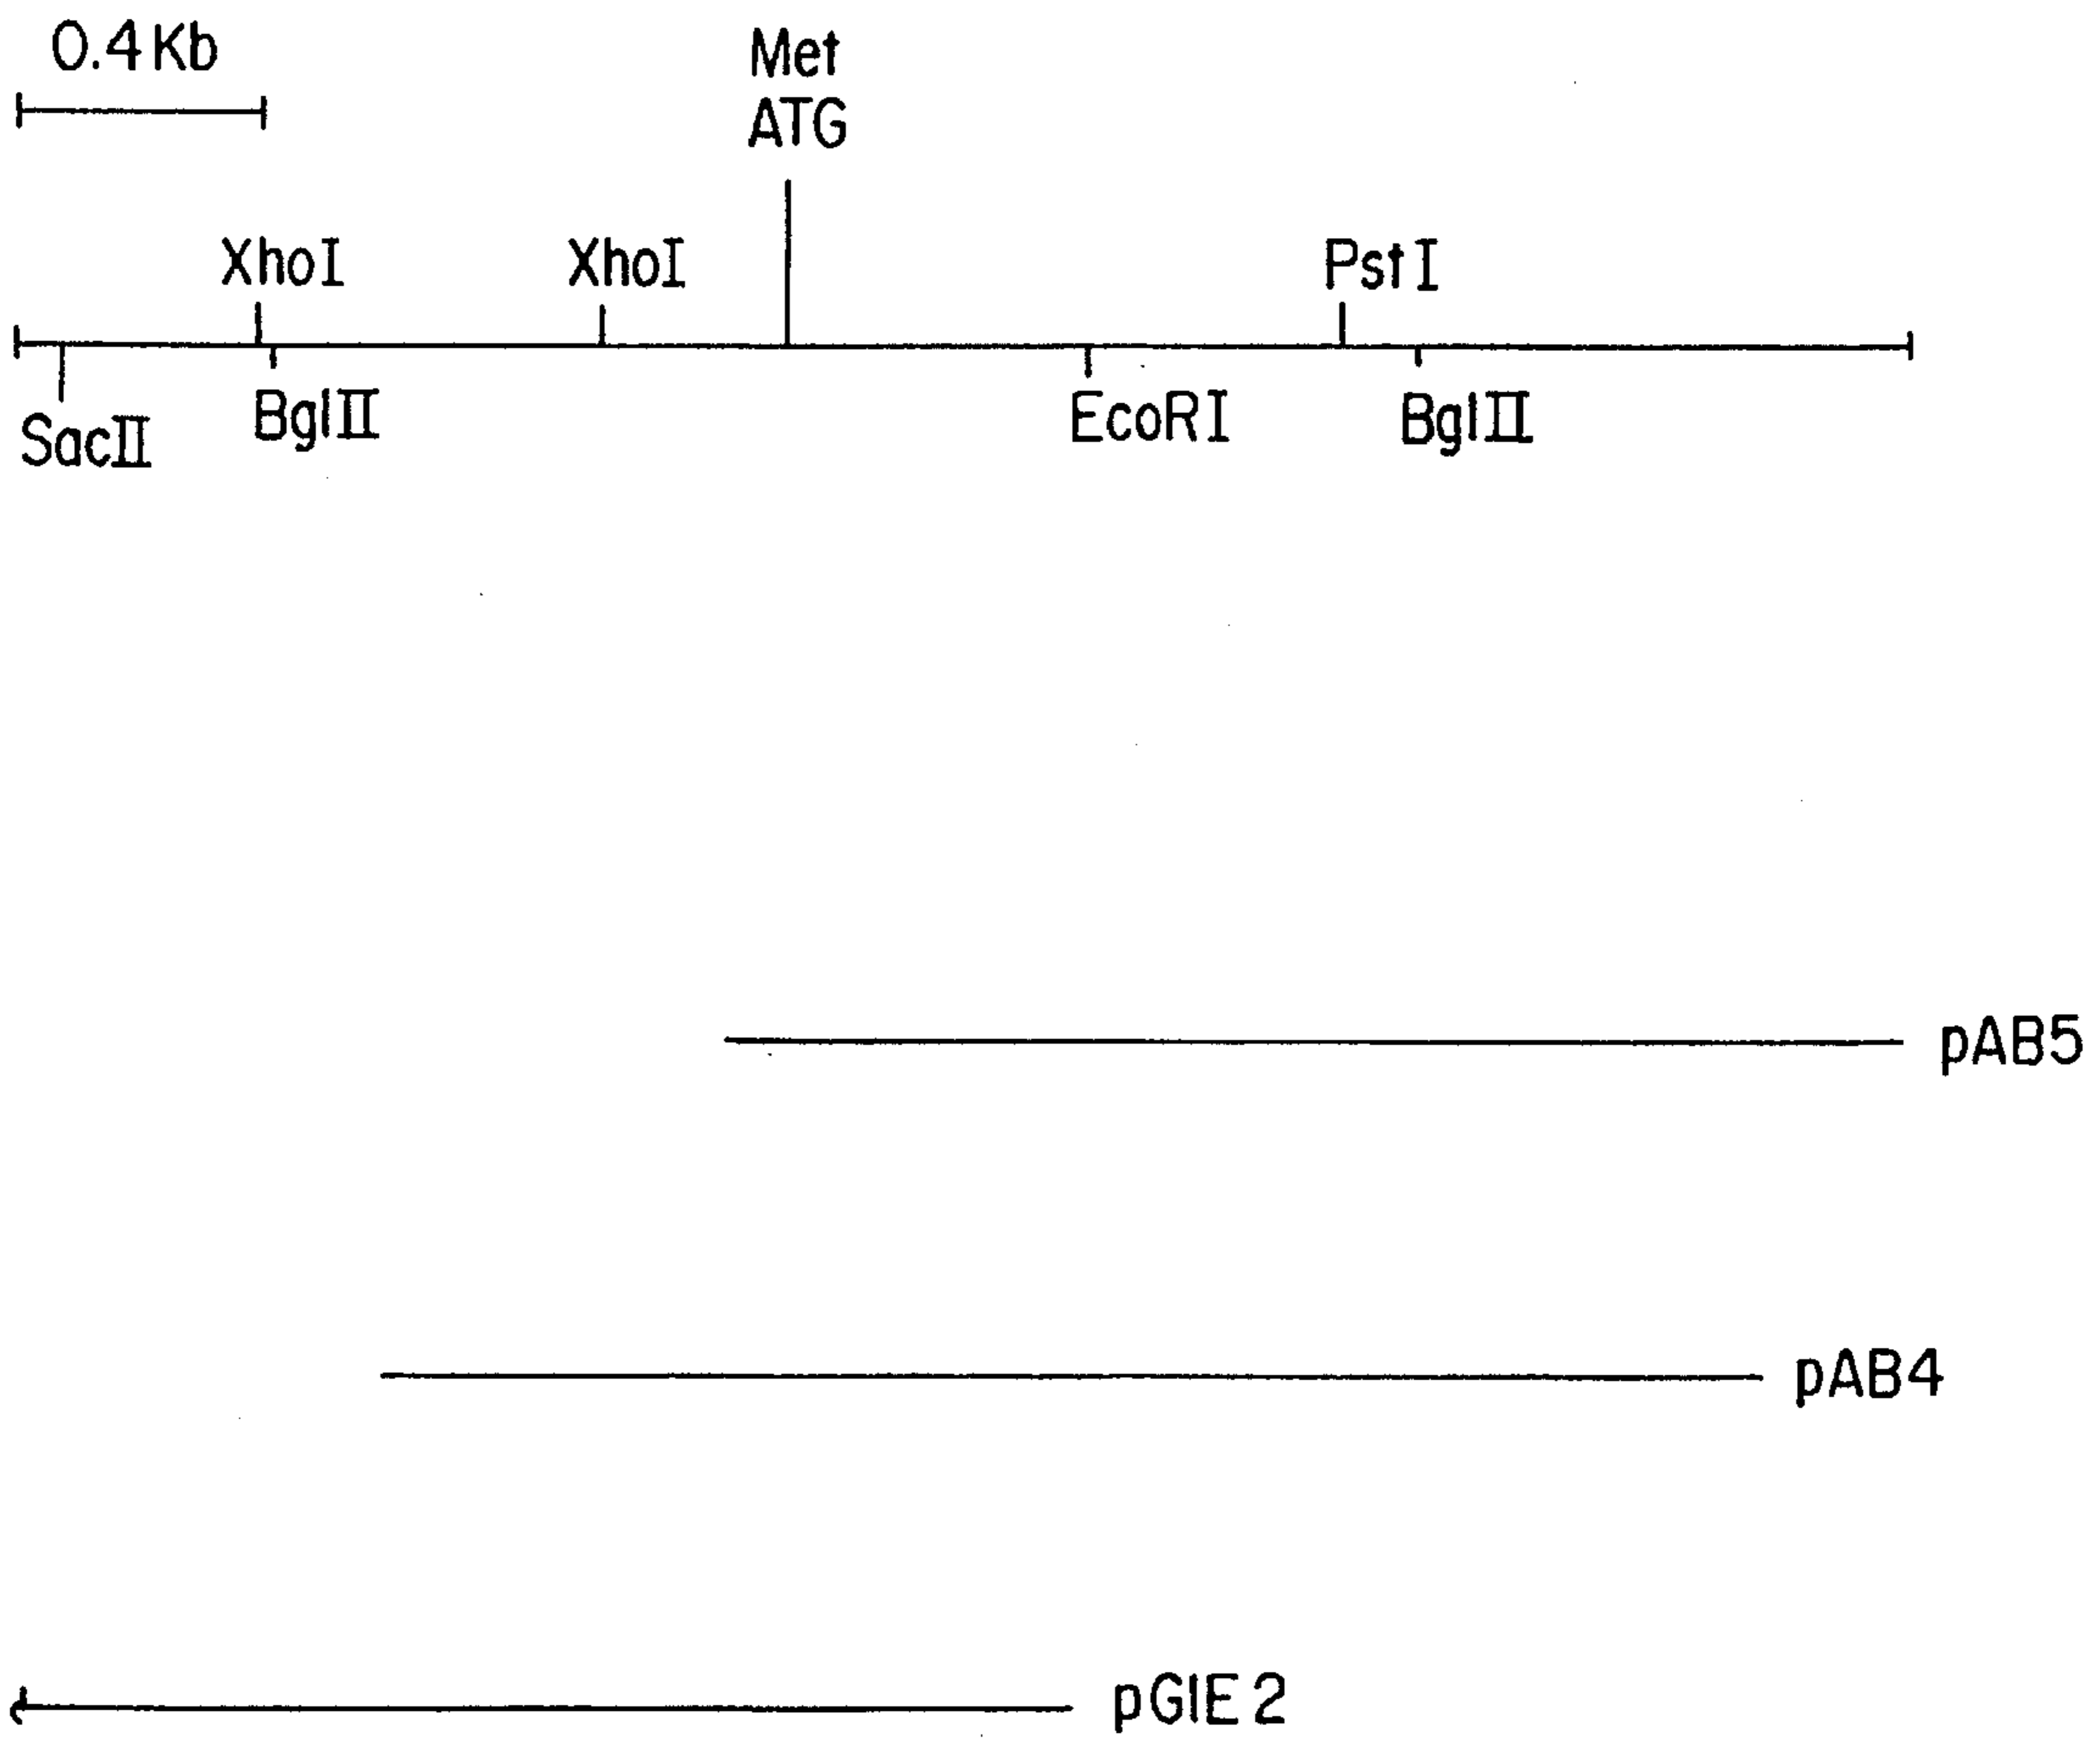 0.4 Kb
Met
ATG
XhoI
XhoI
PstI
SacII
BglII
EcoRI
BglII
pAB5
pAB4
pGIE2